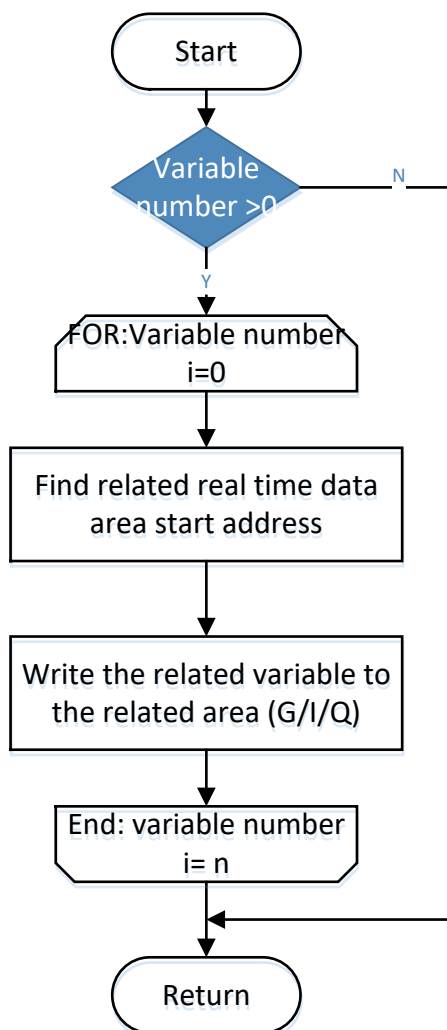 Start
Variable
number >0
N
Y
FOR:Variable number
i=0
Find related real time data
area start address
Write the related variable to
the related area (G/I/Q)
End: variable number
i= n
Return